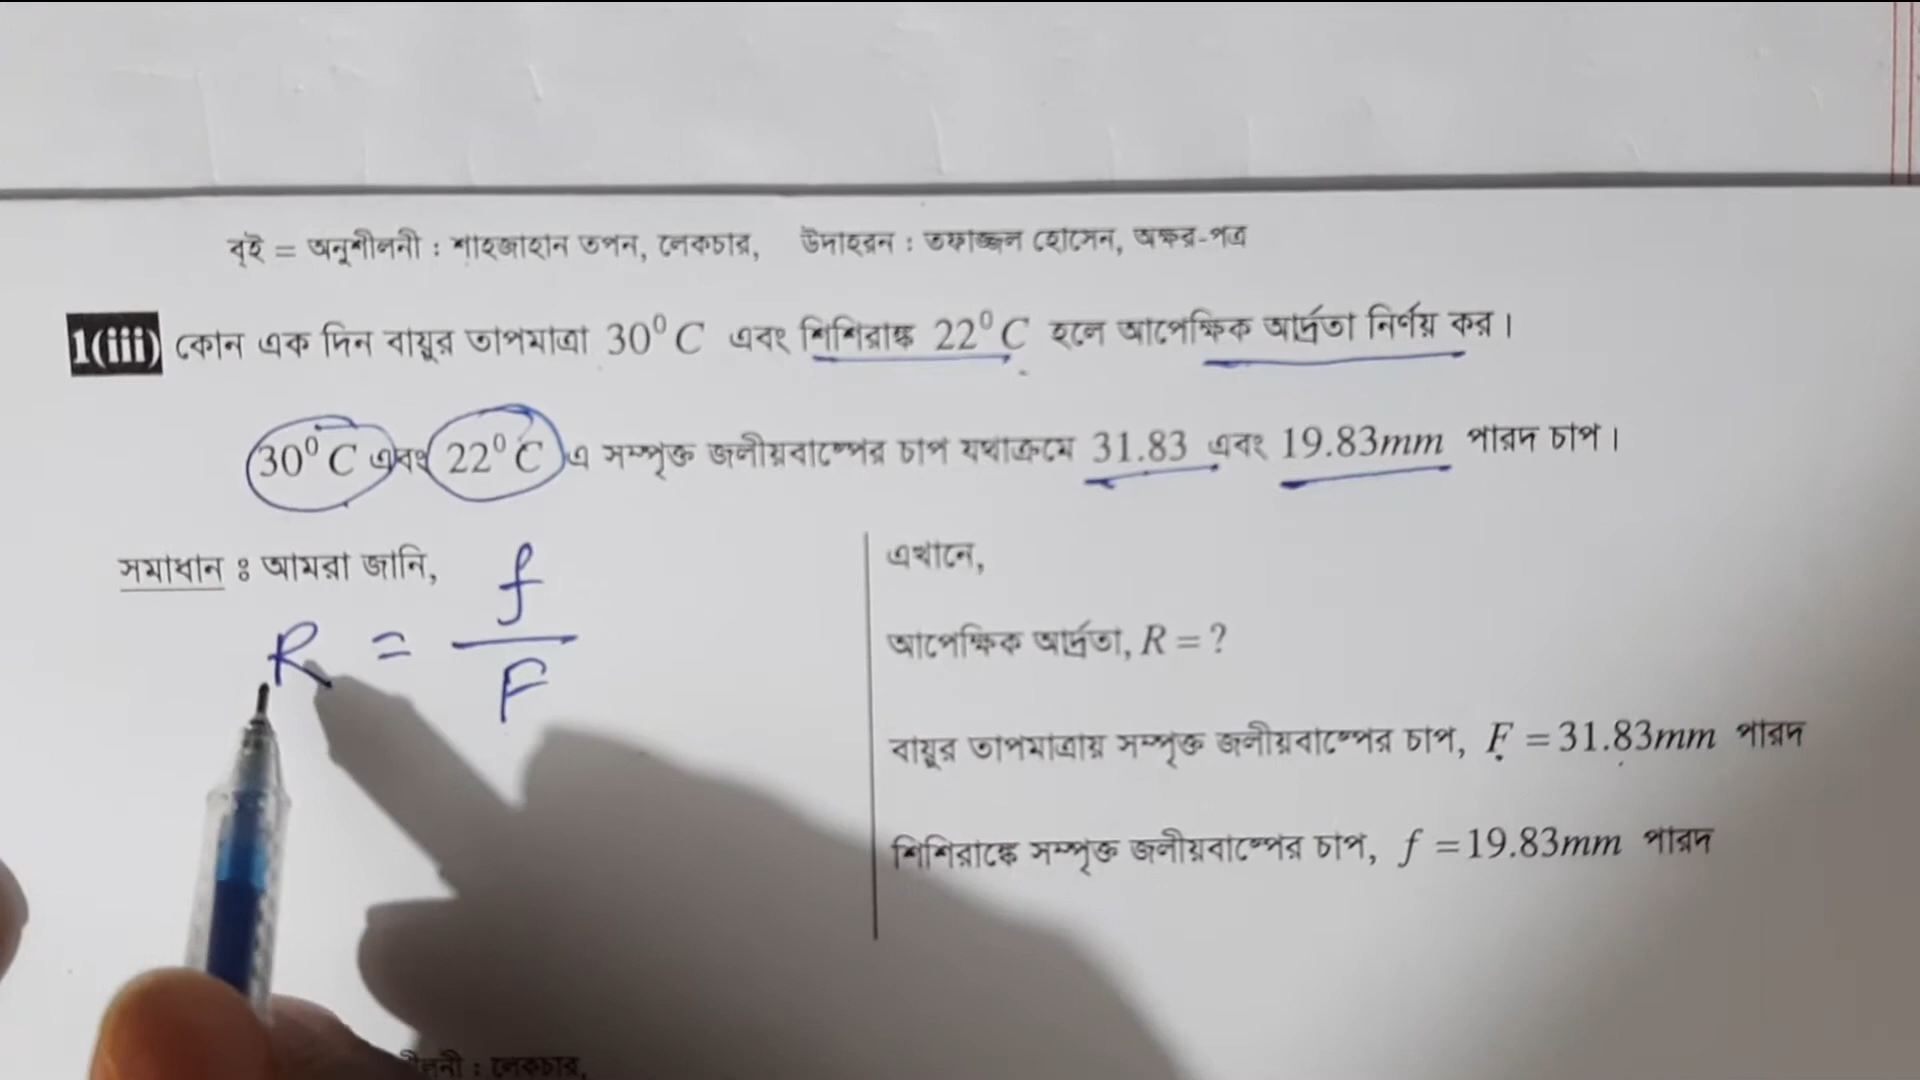 বৃই = অনুশীলনী : শাহজাহান তপন, লেকচার, উদাহরন : তফাজ্জল হোসেন, অক্ষর-পত্র
1(iii) কোন এক দিন বায়ুর তাপমাত্রা 30⁰C এবং শিশিরাঙ্ক 22⁰C হলে আপেক্ষিক আর্দ্রতা নির্ণয় কর।
30⁰C এবং 22⁰C এ সম্পৃক্ত জলীয়বাষ্পের চাপ যথাক্রমে 31.83 এবং 19.83mm পারদ চাপ।
সমাধান ঃ আমরা জানি,
R = f/F
এখানে,
আপেক্ষিক আর্দ্রতা, R = ?
বায়ুর তাপমাত্রায় সম্পৃক্ত জলীয়বাষ্পের চাপ, F = 31.83mm পারদ
শিশিরাঙ্কে সম্পৃক্ত জলীয়বাষ্পের চাপ, f = 19.83mm পারদ
: লেকচার,